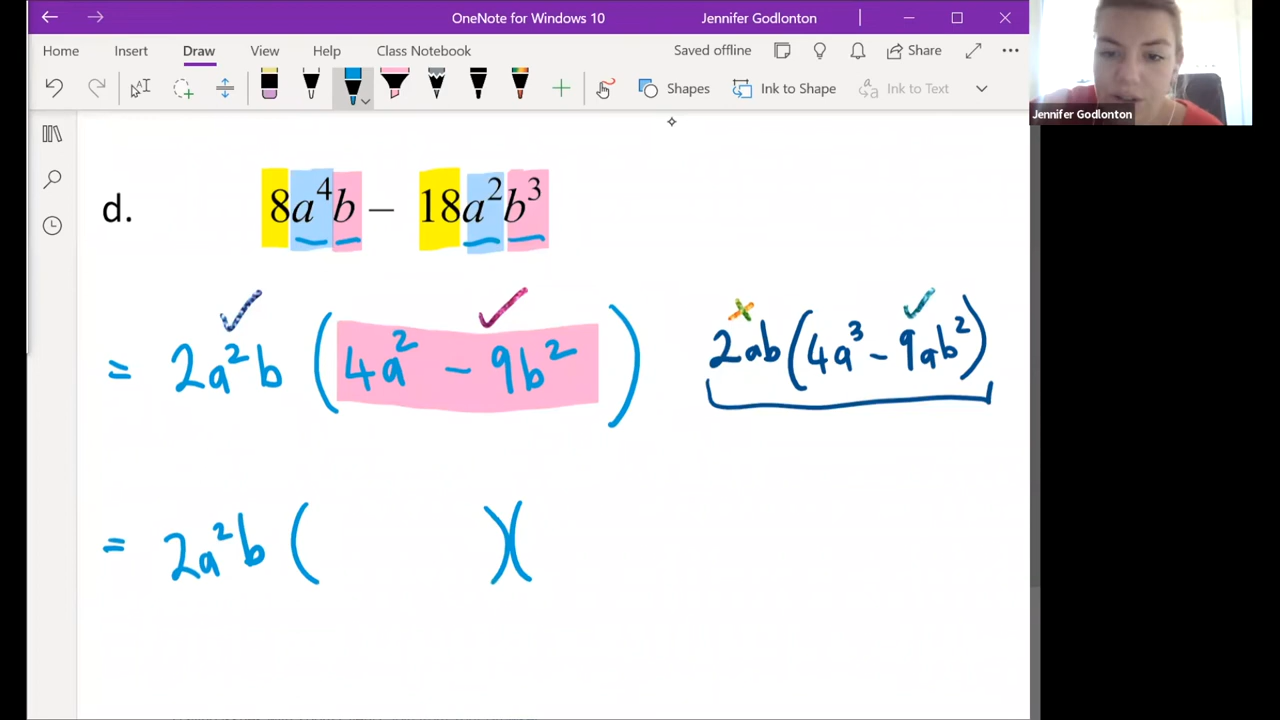 OneNote for Windows 10
Jennifer Godlonton
Home Insert Draw View Help Class Notebook
Saved offline
Share
Shapes
Ink to Shape
Ink to Text
Jennifer Godlonton
d. 8a⁴b − 18a²b³
= 2a²b (4a² − 9b²)
2ab(4a³ − 9ab²)
= 2a²b ( )(